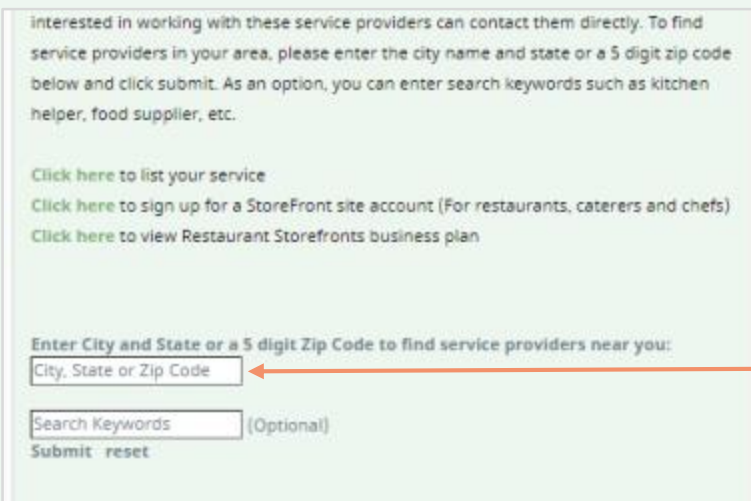 interested in working with these service providers can contact them directly. To find
service providers in your area, please enter the city name and state or a 5 digit zip code
below and click submit. As an option, you can enter search keywords such as kitchen
helper, food supplier, etc.
Click here to list your service
Click here to sign up for a StoreFront site account (For restaurants, caterers and chefs)
Click here to view Restaurant Storefronts business plan
Enter City and State or a 5 digit Zip Code to find service providers near you:
City, State or Zip Code
Search Keywords (Optional)
Submit reset